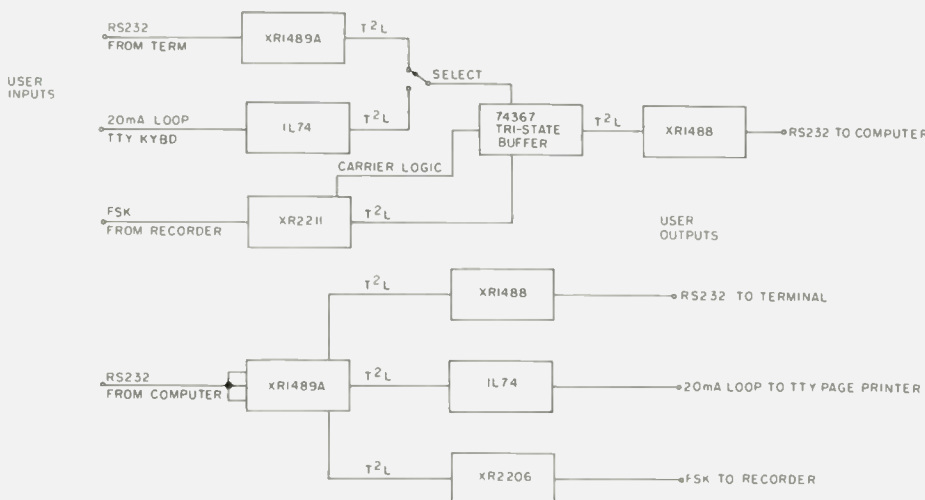 RS232
FROM TERM
XR1489A
T²L
USER
INPUTS
SELECT
20mA LOOP
TTY KYBD
IL74
T²L
74367
TRI-STATE
BUFFER
T²L
XR1488
RS232 TO COMPUTER
CARRIER LOGIC
FSK
FROM RECORDER
XR2211
T²L
USER
OUTPUTS
T²L
XR1488
RS232 TO TERMINAL
RS232
FROM COMPUTER
XR1489A
T²L
IL74
20mA LOOP TO TTY PAGE PRINTER
T²L
XR2206
FSK TO RECORDER